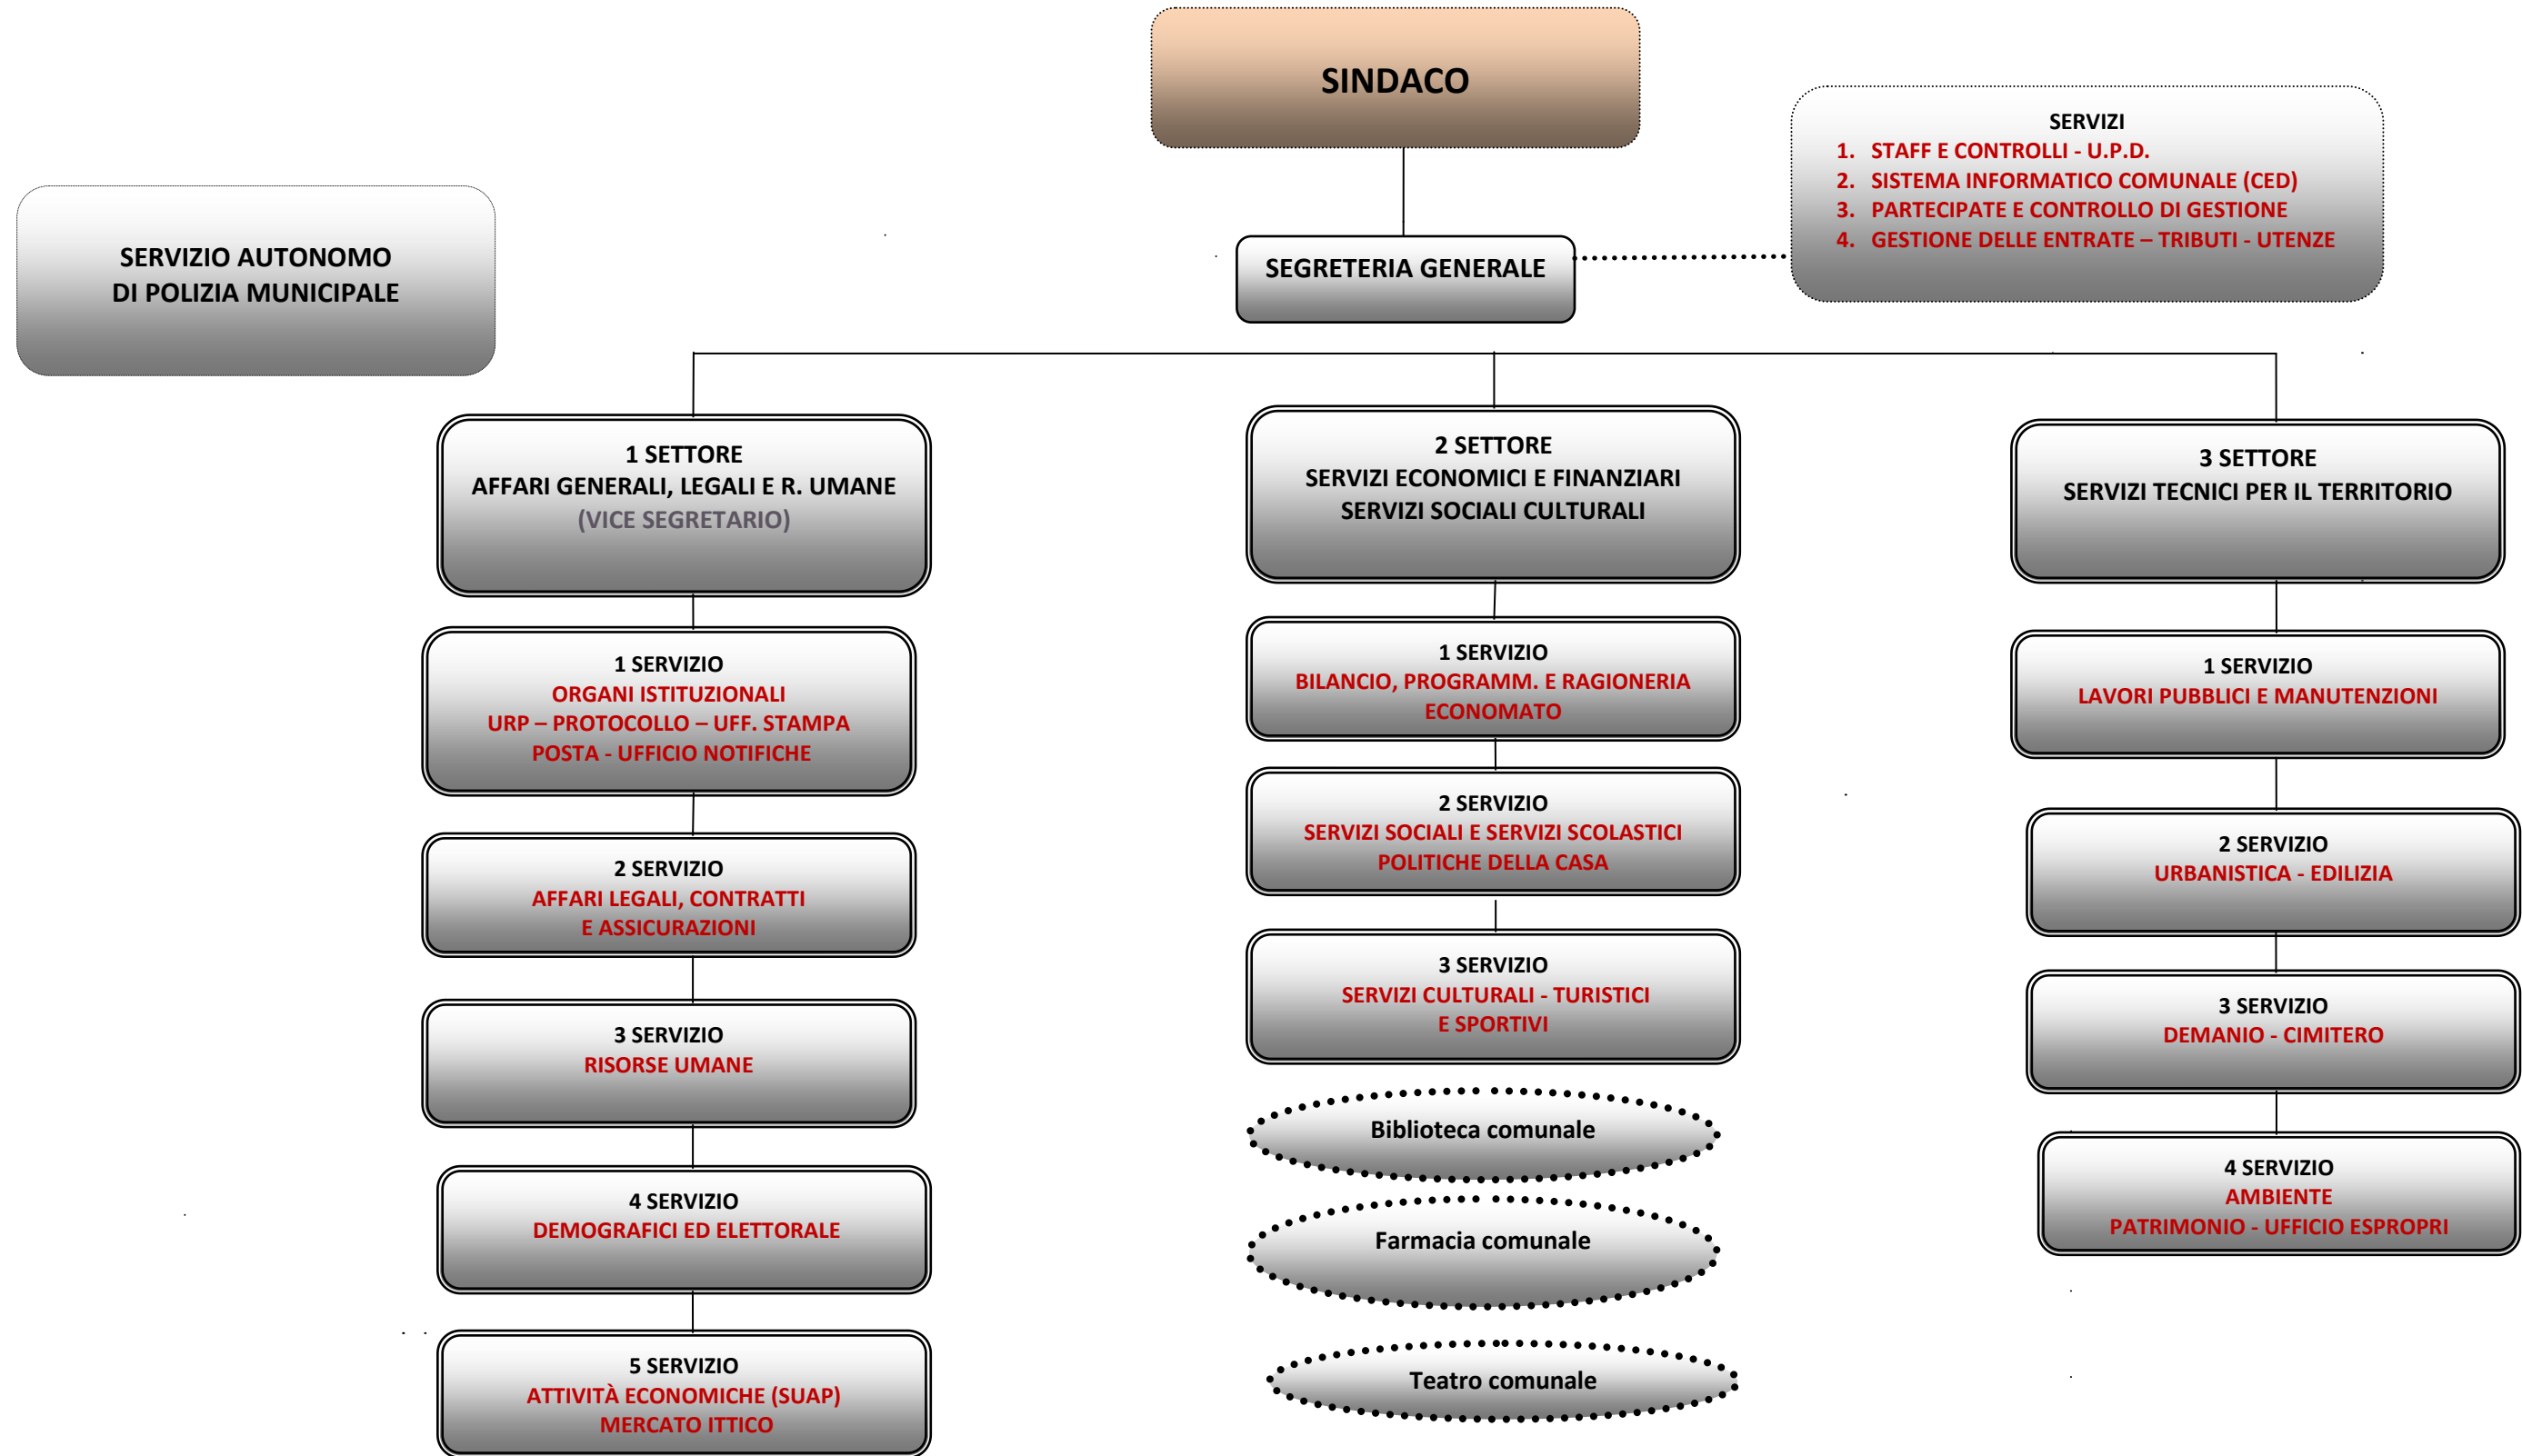 SINDACO
SERVIZI
1. STAFF E CONTROLLI - U.P.D.
2. SISTEMA INFORMATICO COMUNALE (CED)
3. PARTECIPATE E CONTROLLO DI GESTIONE
4. GESTIONE DELLE ENTRATE – TRIBUTI - UTENZE
SERVIZIO AUTONOMO
DI POLIZIA MUNICIPALE
SEGRETERIA GENERALE
1 SETTORE
AFFARI GENERALI, LEGALI E R. UMANE
(VICE SEGRETARIO)
1 SERVIZIO
ORGANI ISTITUZIONALI
URP – PROTOCOLLO – UFF. STAMPA
POSTA - UFFICIO NOTIFICHE
2 SERVIZIO
AFFARI LEGALI, CONTRATTI
E ASSICURAZIONI
3 SERVIZIO
RISORSE UMANE
4 SERVIZIO
DEMOGRAFICI ED ELETTORALE
5 SERVIZIO
ATTIVITÀ ECONOMICHE (SUAP)
MERCATO ITTICO
2 SETTORE
SERVIZI ECONOMICI E FINANZIARI
SERVIZI SOCIALI CULTURALI
1 SERVIZIO
BILANCIO, PROGRAMM. E RAGIONERIA
ECONOMATO
2 SERVIZIO
SERVIZI SOCIALI E SERVIZI SCOLASTICI
POLITICHE DELLA CASA
3 SERVIZIO
SERVIZI CULTURALI - TURISTICI
E SPORTIVI
Biblioteca comunale
Farmacia comunale
Teatro comunale
3 SETTORE
SERVIZI TECNICI PER IL TERRITORIO
1 SERVIZIO
LAVORI PUBBLICI E MANUTENZIONI
2 SERVIZIO
URBANISTICA - EDILIZIA
3 SERVIZIO
DEMANIO - CIMITERO
4 SERVIZIO
AMBIENTE
PATRIMONIO - UFFICIO ESPROPRI